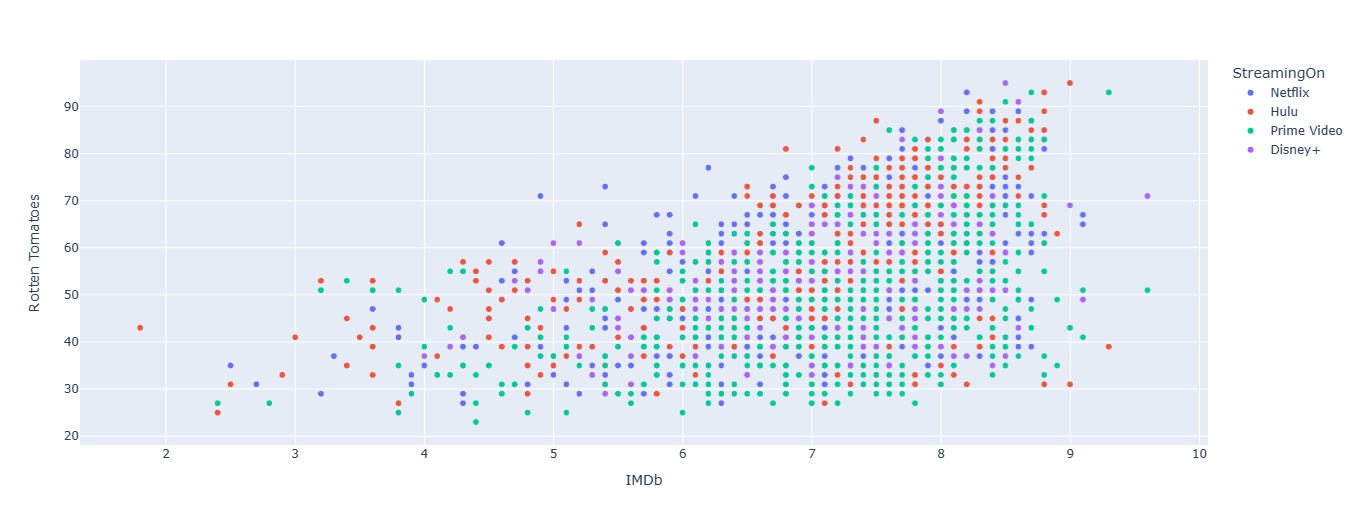 StreamingOn
Netflix
Hulu
Prime Video
Disney+
Rotten Tomatoes
90
80
70
60
50
40
30
20
2 3 4 5 6 7 8 9 10
IMDb